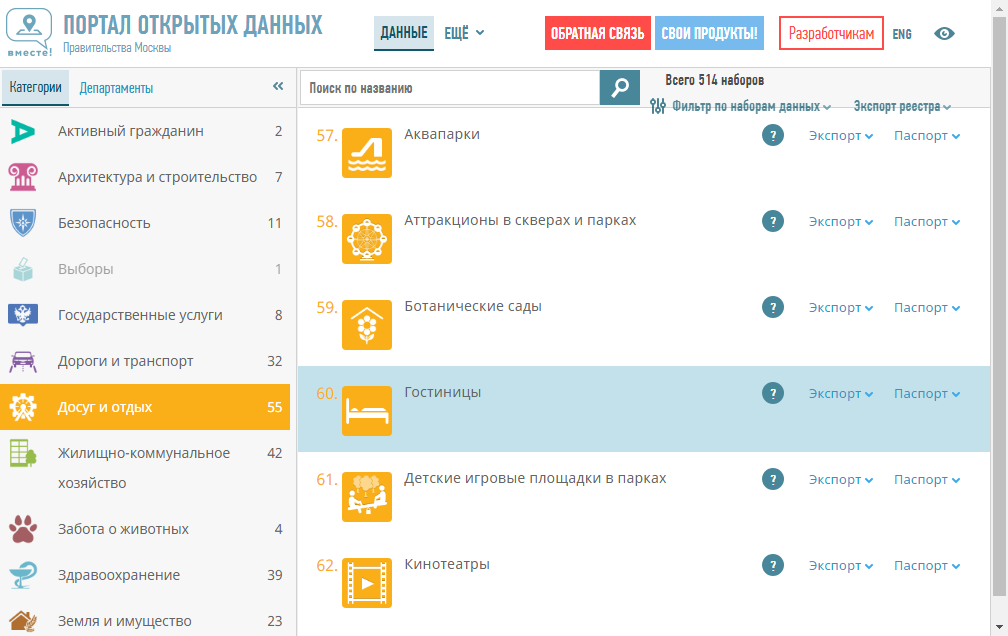 вместе!
ПОРТАЛ ОТКРЫТЫХ ДАННЫХ
Правительства Москвы
ДАННЫЕ
ЕЩЁ
ОБРАТНАЯ СВЯЗЬ
СВОИ ПРОДУКТЫ!
Разработчикам
ENG
Категории
Департаменты
«
Поиск по названию
Всего 514 наборов
Фильтр по наборам данных
Экспорт реестра
Активный гражданин 2
Архитектура и строительство 7
Безопасность 11
Выборы 1
Государственные услуги 8
Дороги и транспорт 32
Досуг и отдых 55
Жилищно-коммунальное 42
хозяйство
Забота о животных 4
Здравоохранение 39
Земля и имущество 23
57. Аквапарки ? Экспорт Паспорт
58. Аттракционы в скверах и парках ? Экспорт Паспорт
59. Ботанические сады ? Экспорт Паспорт
60. Гостиницы ? Экспорт Паспорт
61. Детские игровые площадки в парках ? Экспорт Паспорт
62. Кинотеатры ? Экспорт Паспорт